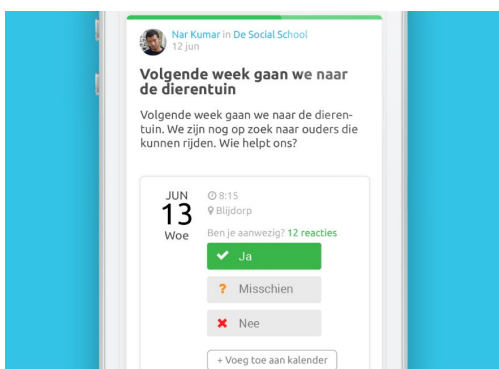 Nar Kumar in De Social School
12 jun
Volgende week gaan we naar
de dierentuin
Volgende week gaan we naar de dieren-
tuin. We zijn nog op zoek naar ouders die
kunnen rijden. Wie helpt ons?
JUN
13
Woe
8:15
Blijdorp
Ben je aanwezig? 12 reacties
Ja
? Misschien
Nee
+ Voeg toe aan kalender